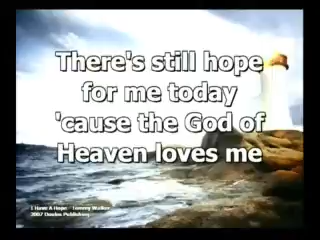 There's still hope
for me today
'cause the God of
Heaven loves me
I Have A Hope - Tommy Walker
2007 Doulos Publishing